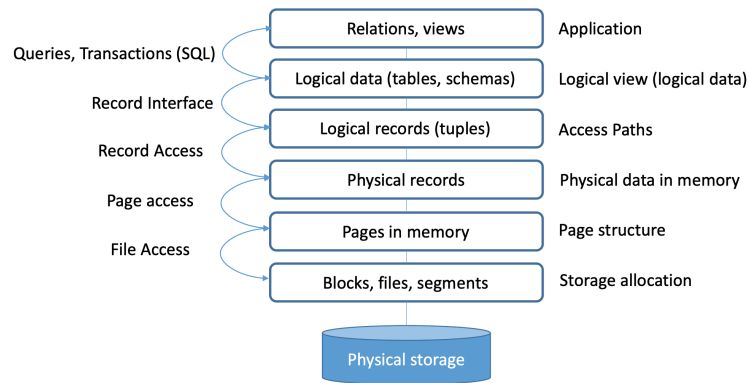 Relations, views
Application
Queries, Transactions (SQL)
Logical data (tables, schemas)
Logical view (logical data)
Record Interface
Logical records (tuples)
Access Paths
Record Access
Physical records
Physical data in memory
Page access
Pages in memory
Page structure
File Access
Blocks, files, segments
Storage allocation
Physical storage